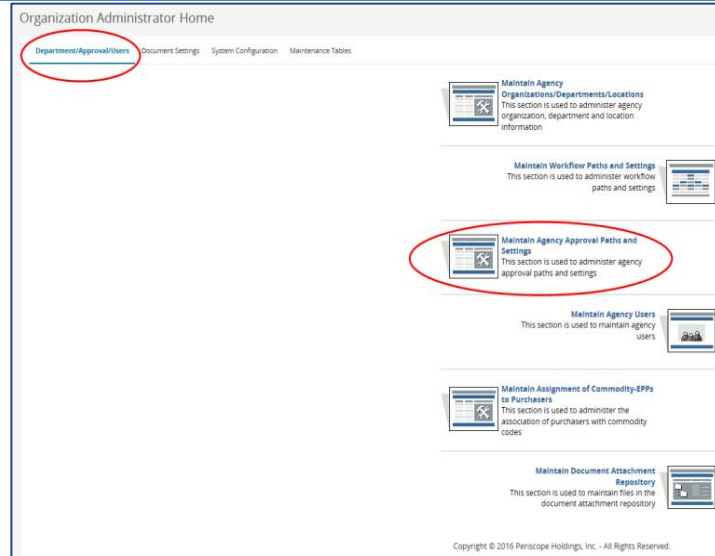 Organization Administrator Home
Department/Approval/Users Document Settings System Configuration Maintenance Tables
Maintain Agency
Organizations/Departments/Locations
This section is used to administer agency
organization, department and location
information
Maintain Workflow Paths and Settings
This section is used to administer workflow
paths and settings
Maintain Agency Approval Paths and
Settings
This section is used to administer agency
approval paths and settings
Maintain Agency Users
This section is used to maintain agency
users
Maintain Assignment of Commodity-EPPs
to Purchasers
This section is used to administer the
association of purchasers with commodity
codes
Maintain Document Attachment
Repository
This section is used to maintain files in the
document attachment repository
Copyright © 2016 Periscope Holdings, Inc. - All Rights Reserved.